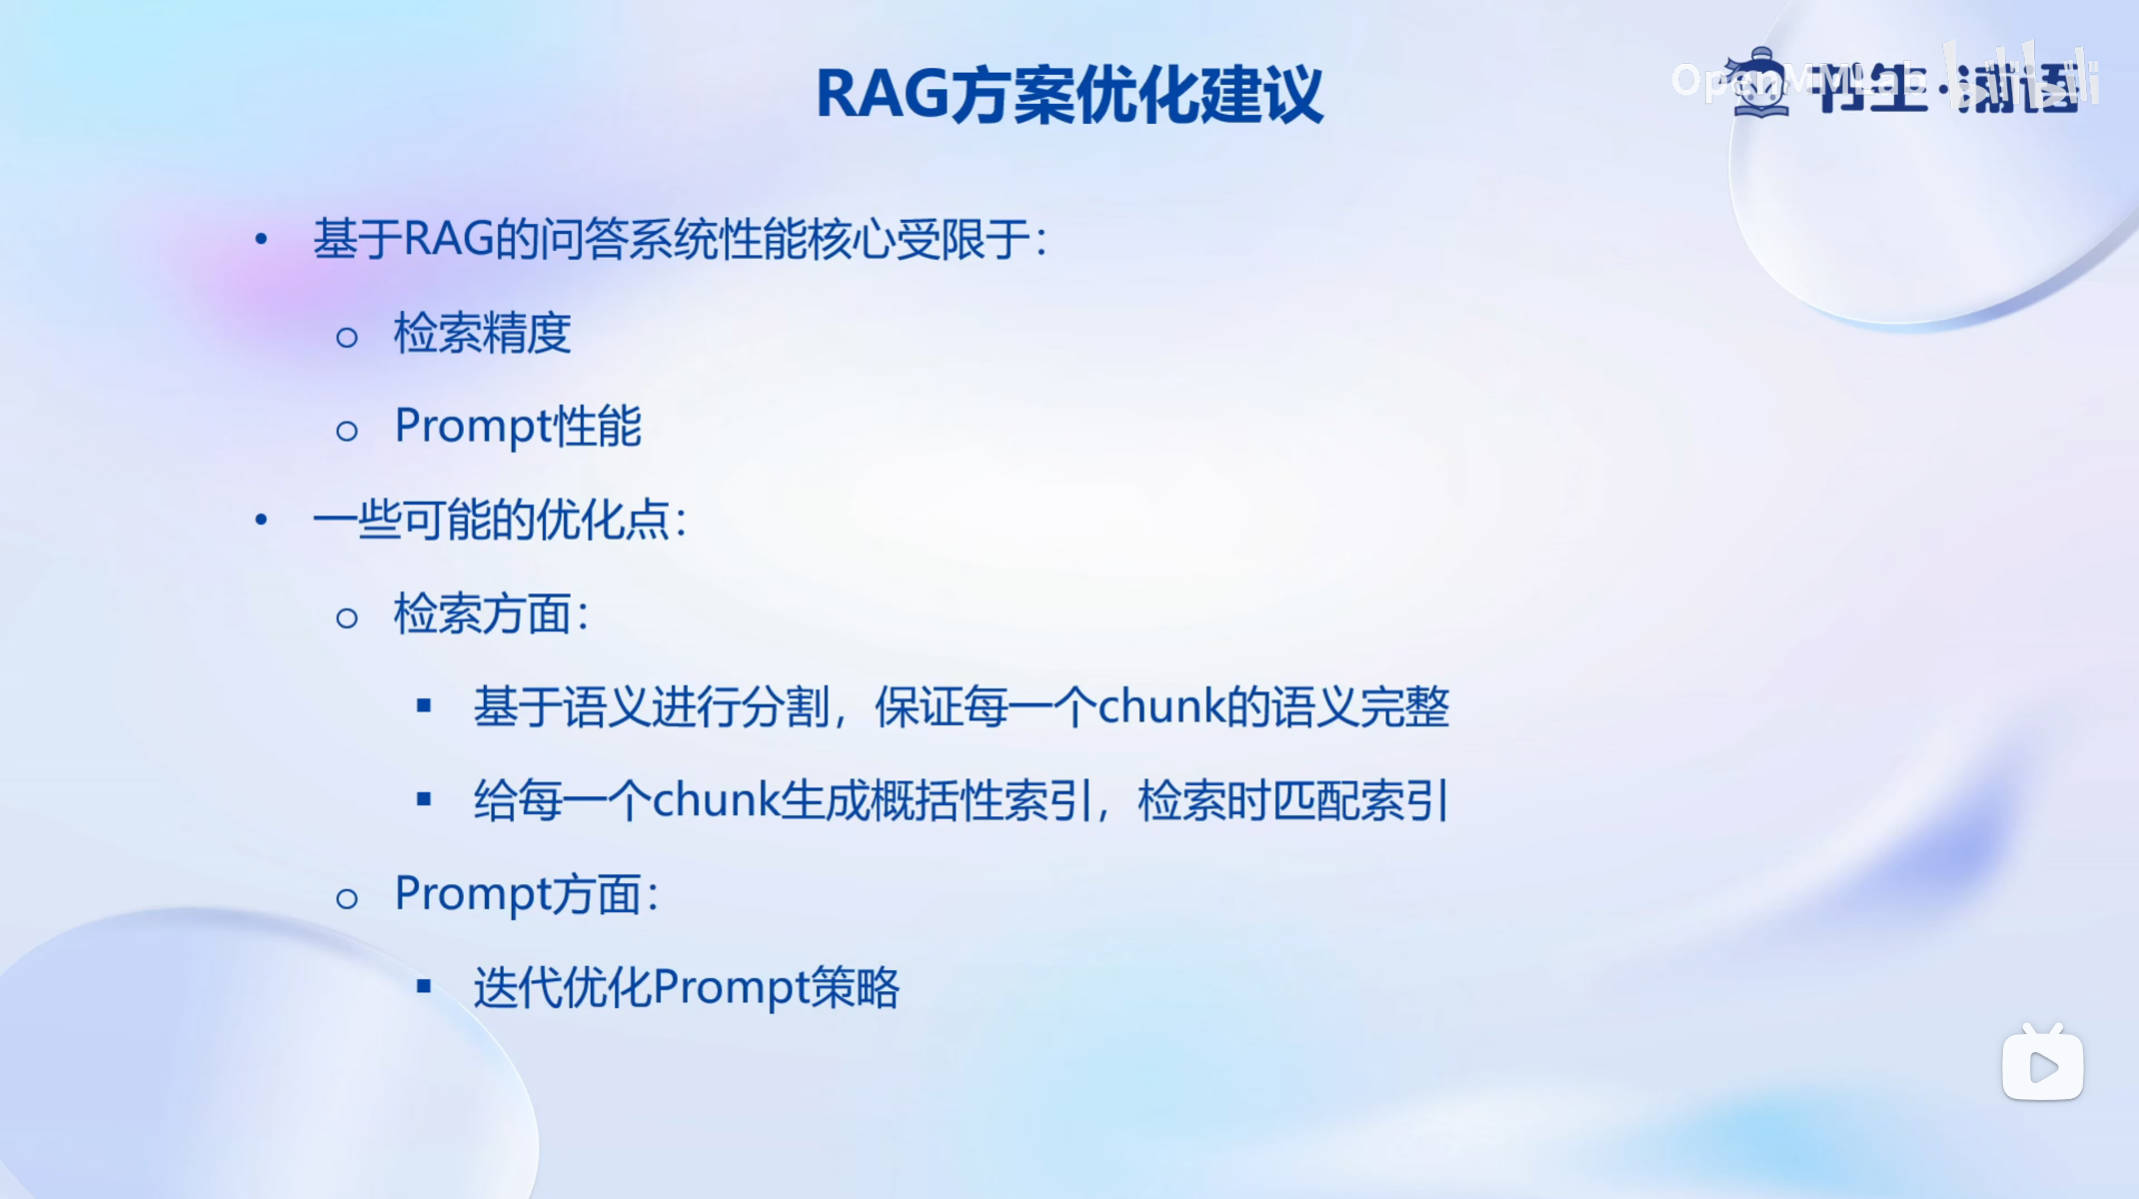 RAG方案优化建议
OpenMMLab bilibili
书生·浦语
• 基于RAG的问答系统性能核心受限于：
o 检索精度
o Prompt性能
• 一些可能的优化点：
o 检索方面：
▪ 基于语义进行分割，保证每一个chunk的语义完整
▪ 给每一个chunk生成概括性索引，检索时匹配索引
o Prompt方面：
▪ 迭代优化Prompt策略